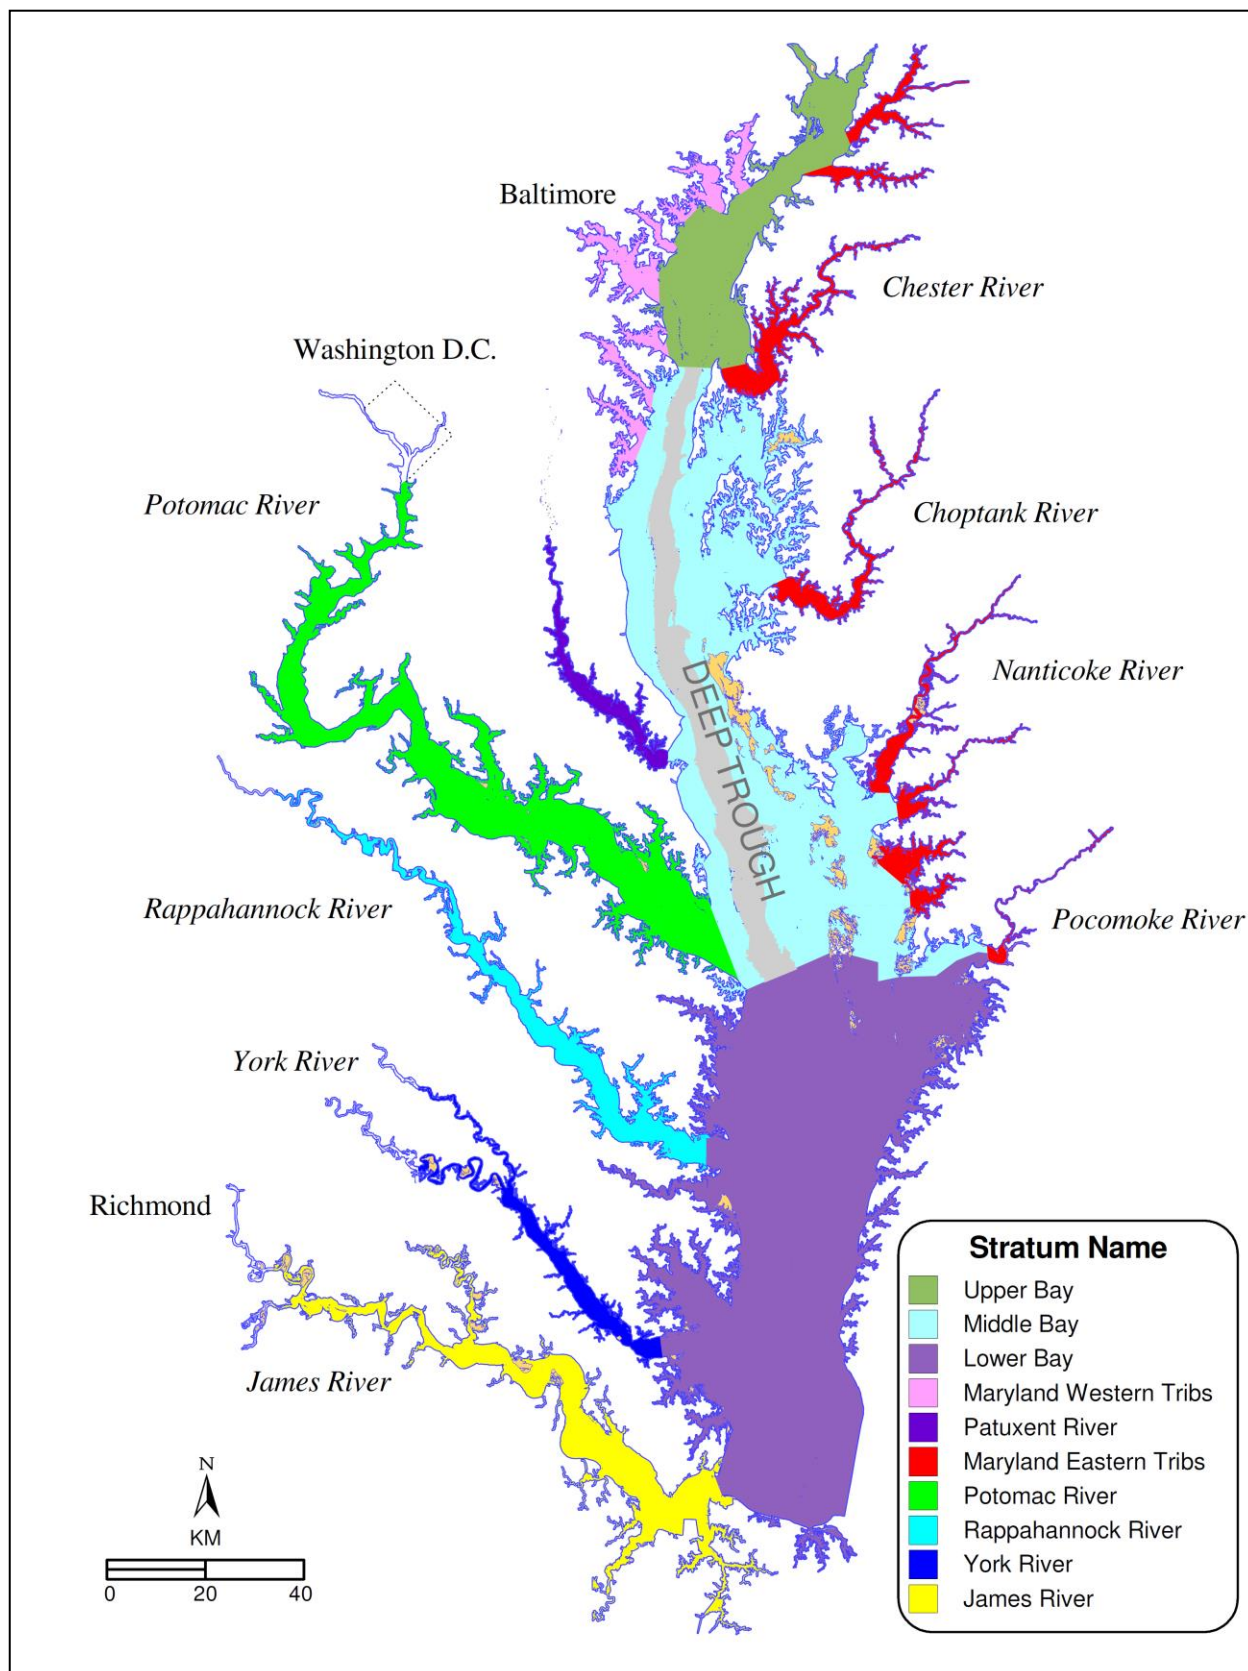 Baltimore
Chester River
Washington D.C.
Potomac River
Choptank River
Nanticoke River
DEEP TROUGH
Rappahannock River
Pocomoke River
York River
Richmond
James River
Stratum Name
Upper Bay
Middle Bay
Lower Bay
Maryland Western Tribs
Patuxent River
Maryland Eastern Tribs
Potomac River
Rappahannock River
York River
James River
N
KM
0 20 40